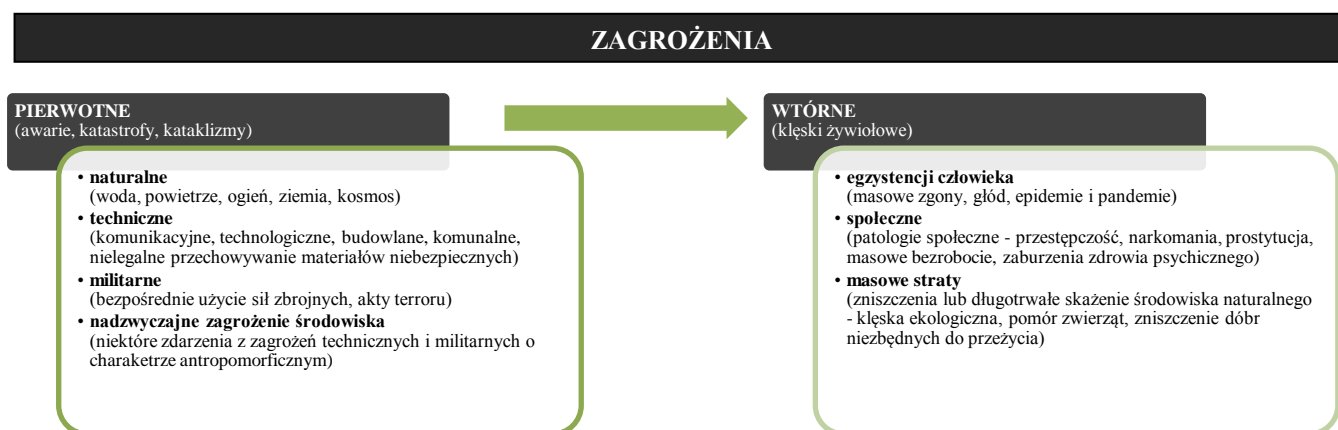 ZAGROŻENIA
PIERWOTNE
(awarie, katastrofy, kataklizmy)
• naturalne
(woda, powietrze, ogień, ziemia, kosmos)
• techniczne
(komunikacyjne, technologiczne, budowlane, komunalne,
nielegalne przechowywanie materiałów niebezpiecznych)
• militarne
(bezpośrednie użycie sił zbrojnych, akty terroru)
• nadzwyczajne zagrożenie środowiska
(niektóre zdarzenia z zagrożeń technicznych i militarnych o
charaketrze antropomorficznym)
WTÓRNE
(klęski żywiołowe)
• egzystencji człowieka
(masowe zgony, głód, epidemie i pandemie)
• społeczne
(patologie społeczne - przestępczość, narkomania, prostytucja,
masowe bezrobocie, zaburzenia zdrowia psychicznego)
• masowe straty
(zniszczenia lub długotrwałe skażenie środowiska naturalnego
- klęska ekologiczna, pomór zwierząt, zniszczenie dóbr
niezbędnych do przeżycia)